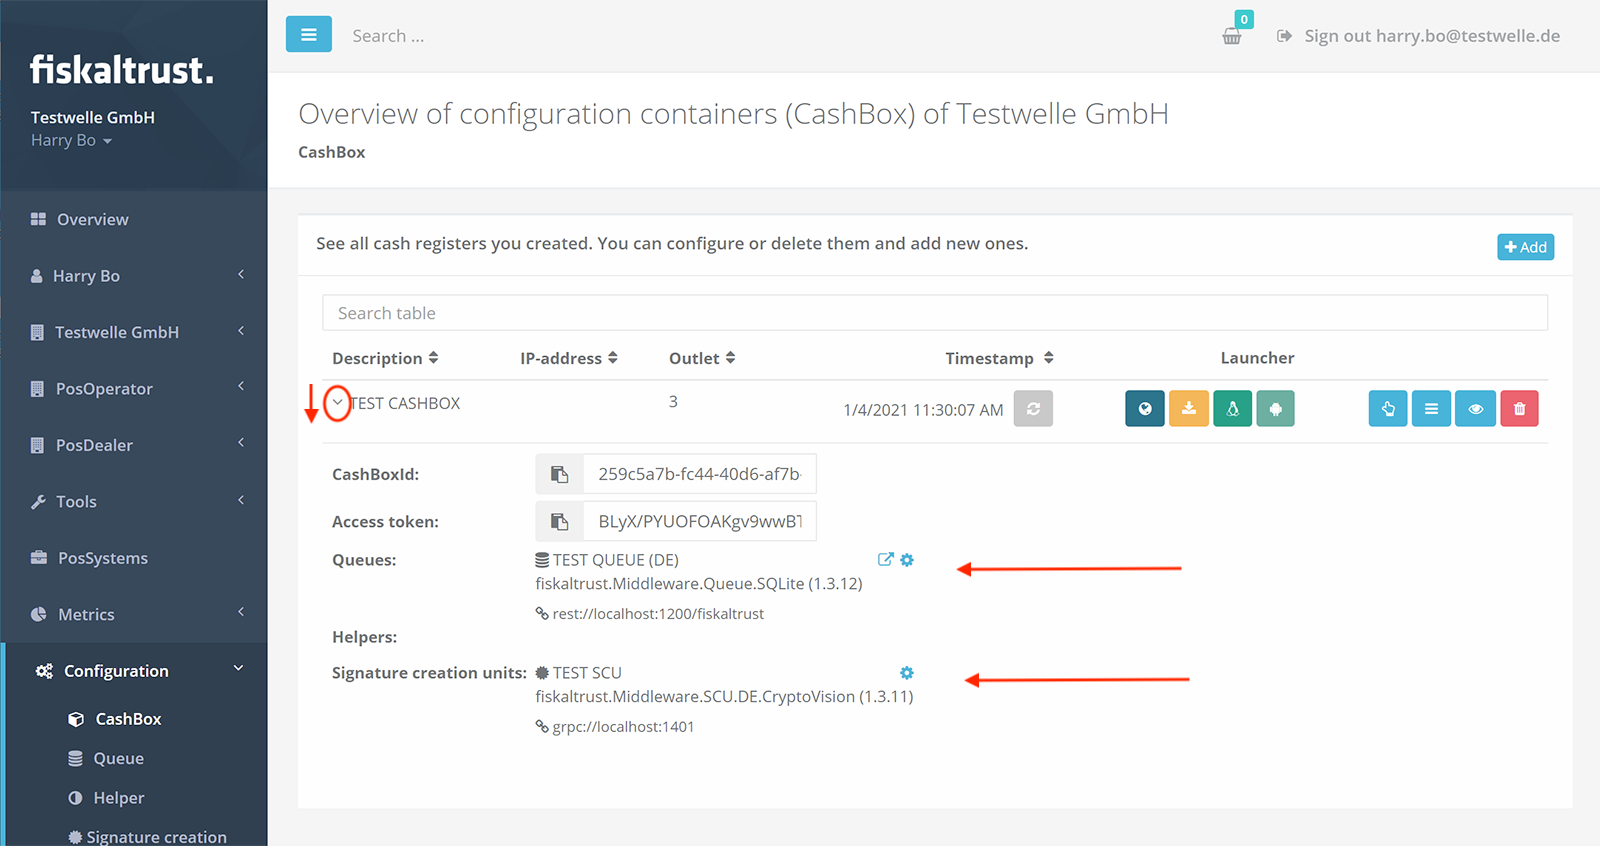 fiskaltrust.
Testwelle GmbH
Harry Bo
Overview
Harry Bo
Testwelle GmbH
PosOperator
PosDealer
Tools
PosSystems
Metrics
Configuration
CashBox
Queue
Helper
Signature creation
Search ...
0
Sign out harry.bo@testwelle.de
Overview of configuration containers (CashBox) of Testwelle GmbH
CashBox
See all cash registers you created. You can configure or delete them and add new ones.
Add
Search table
Description IP-address Outlet Timestamp Launcher
TEST CASHBOX 3 1/4/2021 11:30:07 AM
CashBoxId: 259c5a7b-fc44-40d6-af7b-
Access token: BLyX/PYUOFOAKgv9wwBT
Queues: TEST QUEUE (DE)
fiskaltrust.Middleware.Queue.SQLite (1.3.12)
rest://localhost:1200/fiskaltrust
Helpers:
Signature creation units: TEST SCU
fiskaltrust.Middleware.SCU.DE.CryptoVision (1.3.11)
grpc://localhost:1401